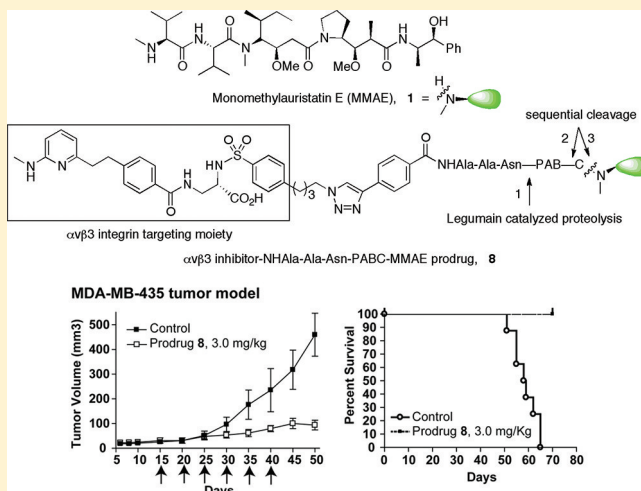 N
H
O
N
H
O
N
O
OMe
N
MeO
O
N
H
OH
Ph
Monomethylauristatin E (MMAE), 1 =
H
N
sequential cleavage
2 3
N
H
N
O
N
H
H
N
O O
S
CO2H
( )3
N
N=N
O
NHAla-Ala-Asn—PAB—C
N
1
Legumain catalyzed proteolysis
αvβ3 integrin targeting moiety
αvβ3 inhibitor-NHAla-Ala-Asn-PABC-MMAE prodrug, 8
MDA-MB-435 tumor model
Tumor Volume (mm3)
500
400
300
200
100
0
Control
Prodrug 8, 3.0 mg/kg
5 10 15 20 25 30 35 40 45 50
Days
Percent Survival
100
90
80
70
60
50
40
30
20
10
0
Control
Prodrug 8, 3.0 mg/Kg
0 10 20 30 40 50 60 70 80
Days